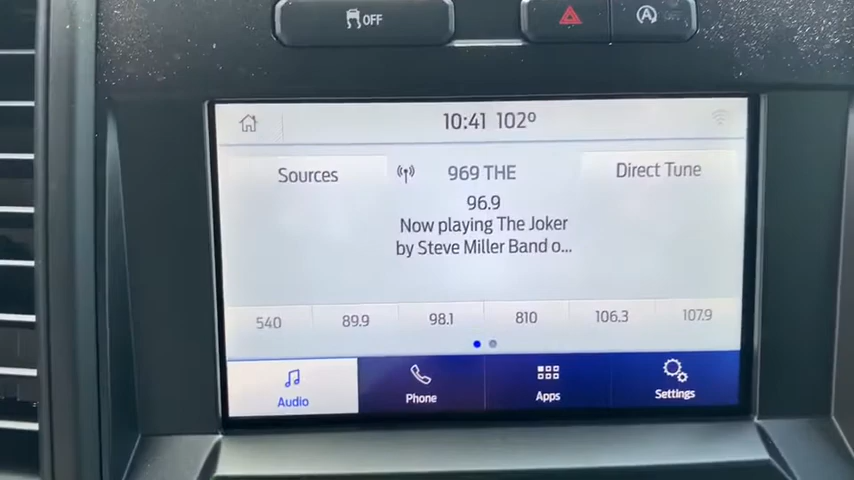 OFF
A
10:41 102º
Sources
969 THE
Direct Tune
96.9
Now playing The Joker
by Steve Miller Band o...
540 89.9 98.1 810 106.3 107.9
Audio Phone Apps Settings